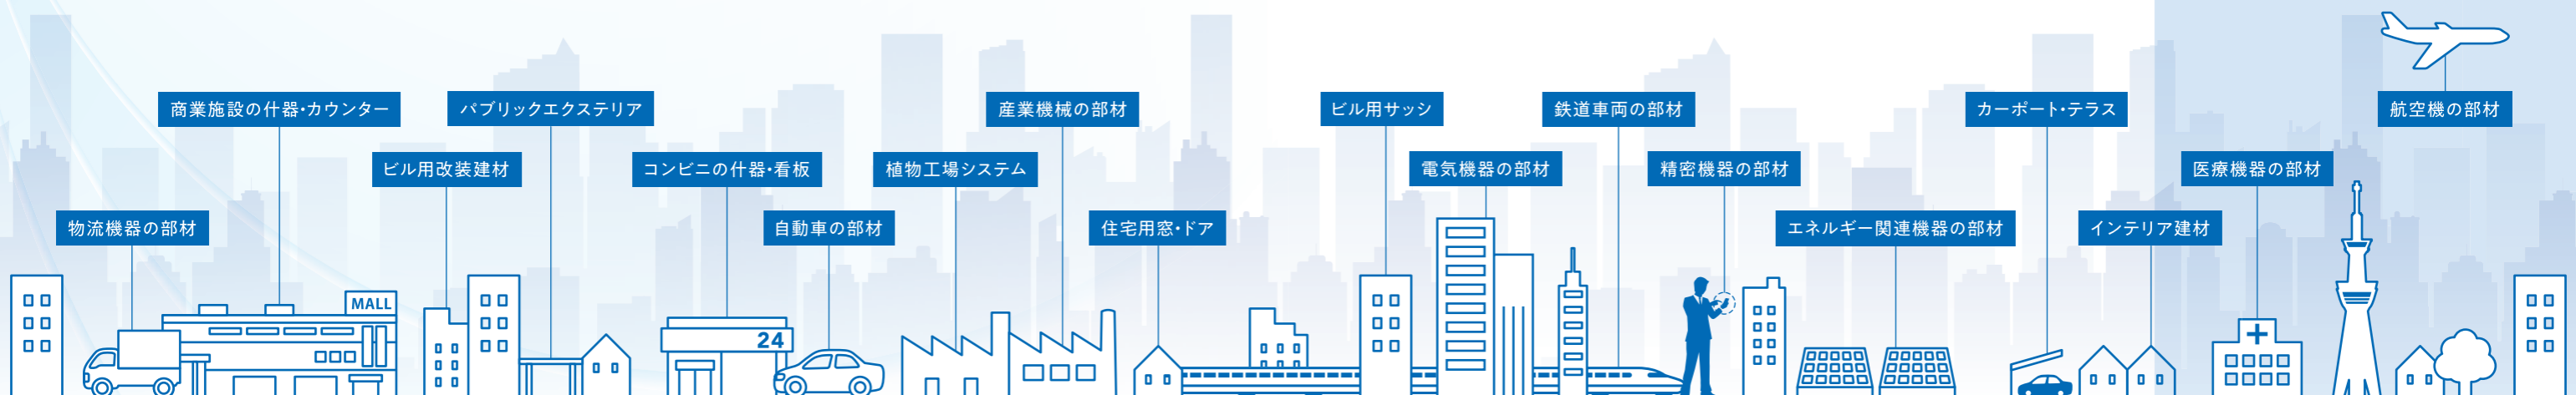 商業施設の什器・カウンター
パブリックエクステリア
産業機械の部材
ビル用サッシ
鉄道車両の部材
カーポート・テラス
航空機の部材
ビル用改装建材
コンビニの什器・看板
植物工場システム
電気機器の部材
精密機器の部材
医療機器の部材
物流機器の部材
自動車の部材
住宅用窓・ドア
エネルギー関連機器の部材
インテリア建材
MALL
24